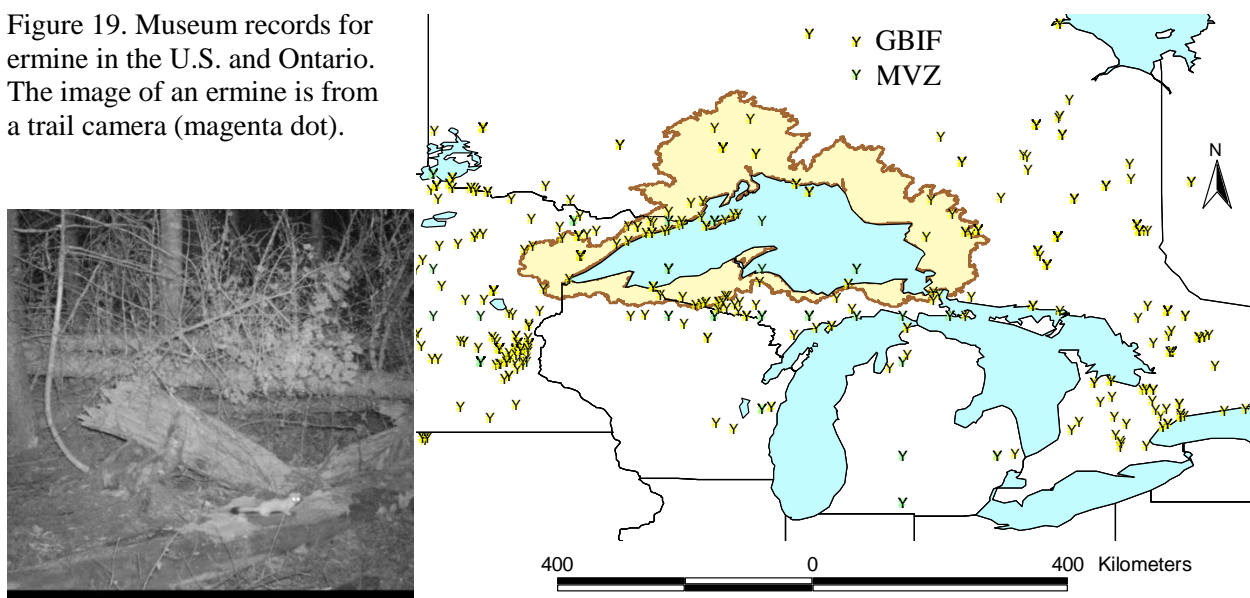 Figure 19. Museum records for
ermine in the U.S. and Ontario.
The image of an ermine is from
a trail camera (magenta dot).
Y GBIF
Y MVZ
N
400 0 400 Kilometers